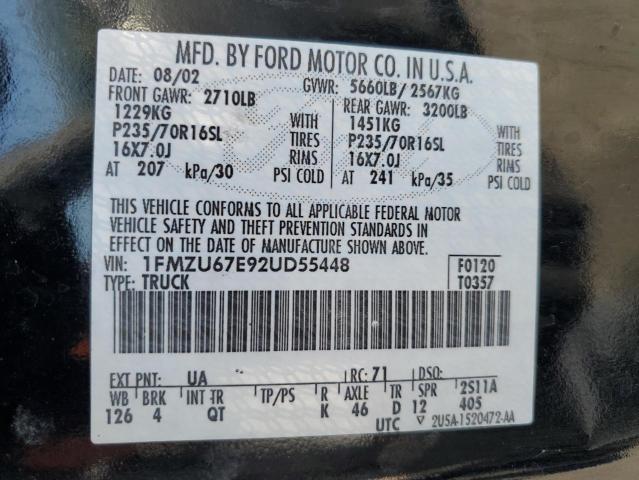 MFD. BY FORD MOTOR CO. IN U.S.A.
DATE: 08/02 GVWR: 5660LB/ 2567KG
FRONT GAWR: 2710LB REAR GAWR: 3200LB
1229KG WITH 1451KG WITH
P235/70R16SL TIRES P235/70R16SL TIRES
16X7.0J RIMS 16X7.0J RIMS
AT 207 kPa/30 PSI COLD AT 241 kPa/35 PSI COLD
THIS VEHICLE CONFORMS TO ALL APPLICABLE FEDERAL MOTOR
VEHICLE SAFETY AND THEFT PREVENTION STANDARDS IN
EFFECT ON THE DATE OF MANUFACTURE SHOWN ABOVE.
VIN: 1FMZU67E92UD55448 F0120
TYPE: TRUCK T0357
EXT PNT: UA RC: 71 DSO:
WB BRK INT TR TP/PS R AXLE TR SPR 2S11A
126 4 QT K 46 D 12 405
UTC ▽ 2U5A-1520472-AA